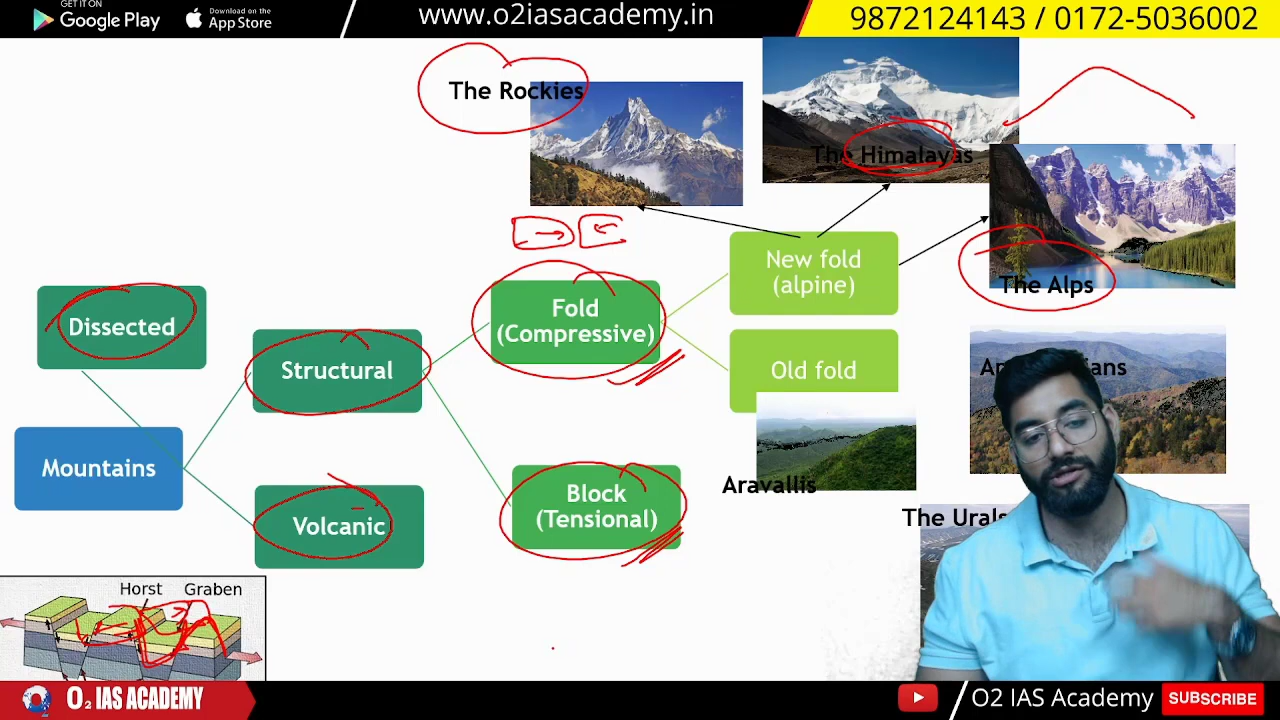 GET IT ON
Google Play
Download on the
App Store
www.o2iasacademy.in
9872124143 / 0172-5036002
The Rockies
The Himalayas
The Alps
New fold
(alpine)
Dissected
Fold
(Compressive)
Structural
Old fold
Mountains
Volcanic
Block
(Tensional)
Aravallis
The Urals
Horst
Graben
O2 IAS ACADEMY
O2 IAS Academy
SUBSCRIBE